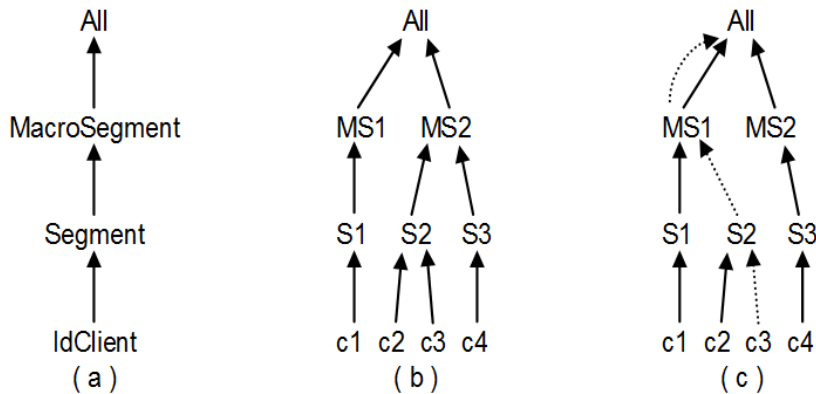 All All All
MacroSegment MS1 MS2 MS1 MS2
Segment S1 S2 S3 S1 S2 S3
IdClient c1 c2 c3 c4 c1 c2 c3 c4
( a ) ( b ) ( c )